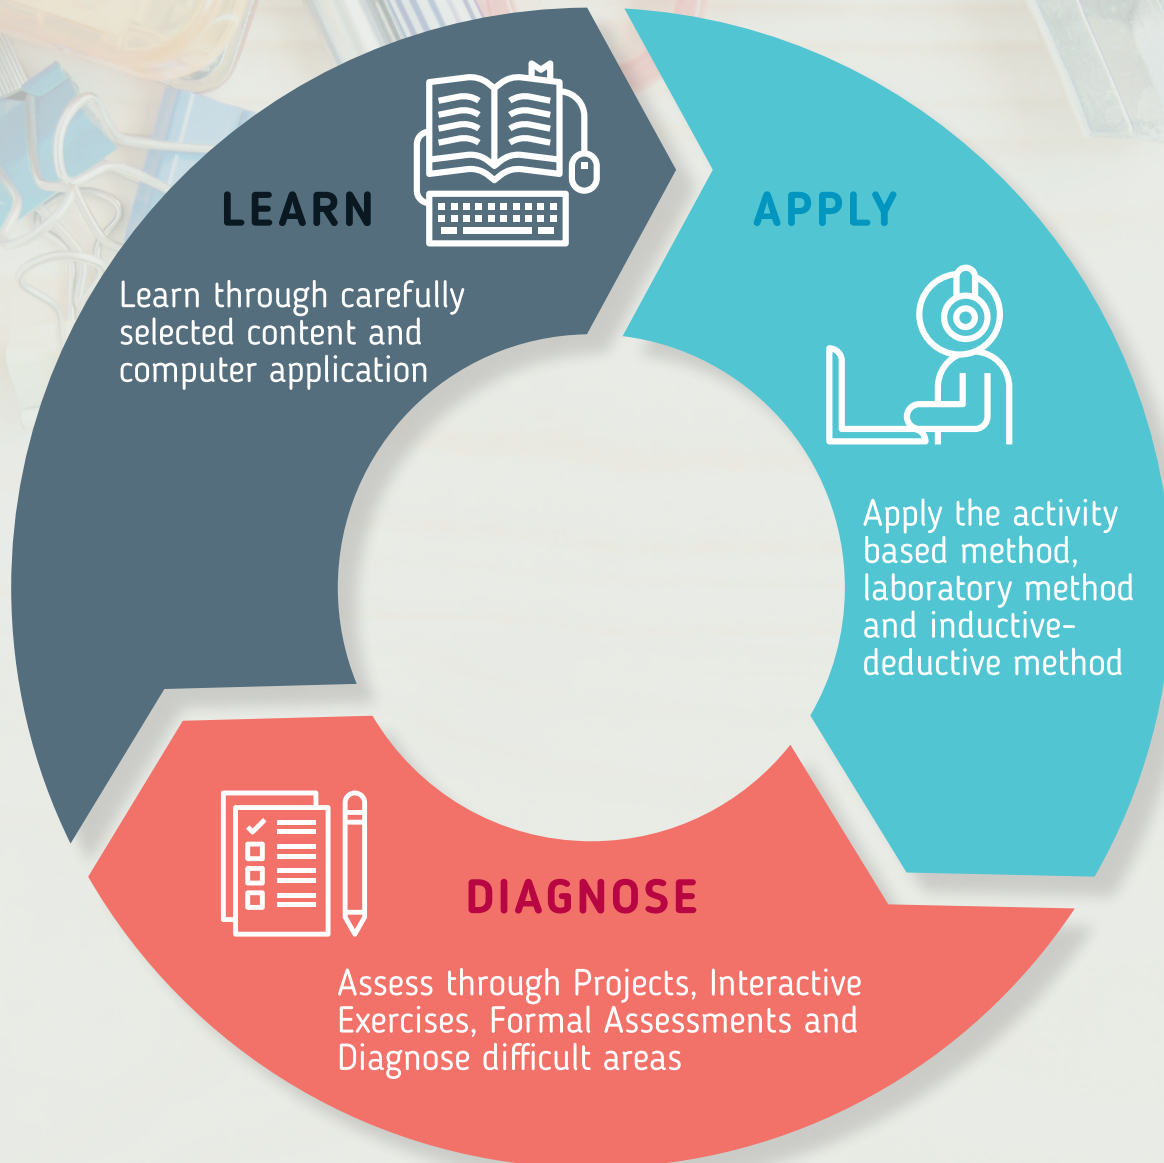 LEARN
Learn through carefully
selected content and
computer application
APPLY
Apply the activity
based method,
laboratory method
and inductive-
deductive method
DIAGNOSE
Assess through Projects, Interactive
Exercises, Formal Assessments and
Diagnose difficult areas